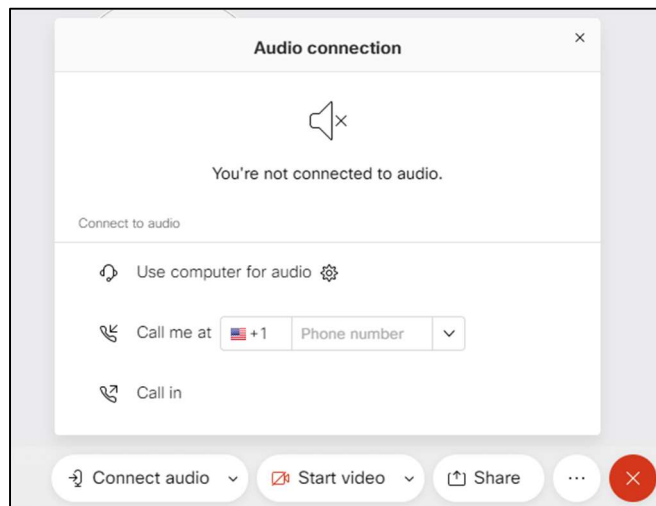 Audio connection
You're not connected to audio.
Connect to audio
Use computer for audio
Call me at +1 Phone number
Call in
Connect audio Start video Share